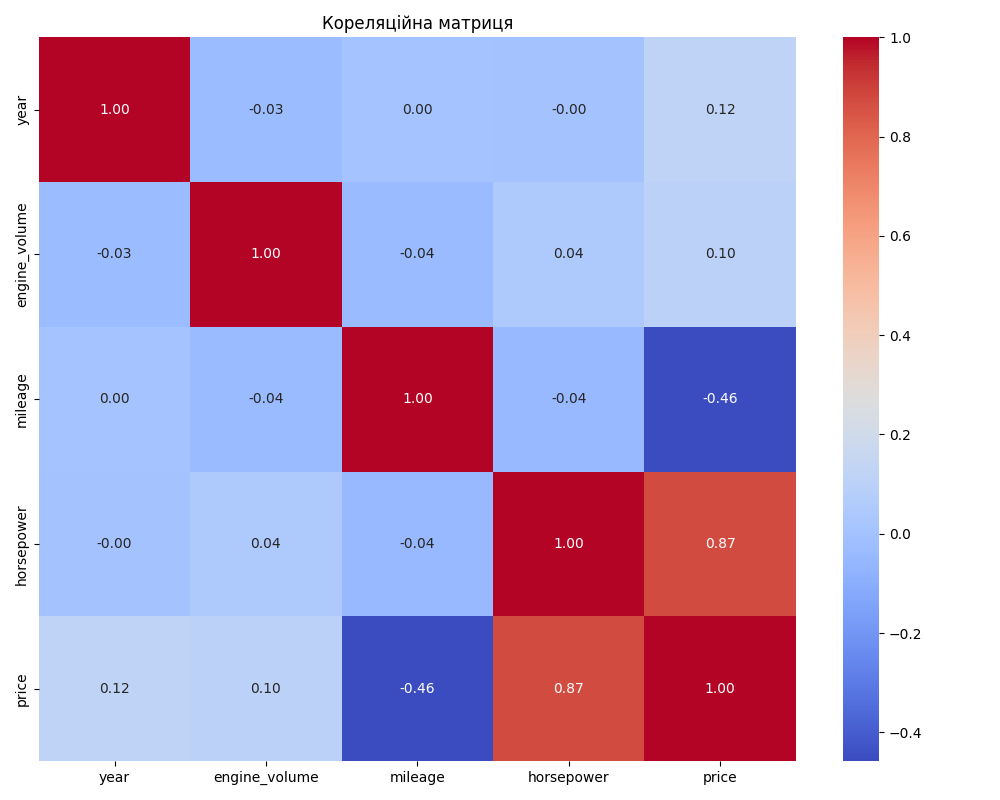 Кореляційна матриця
year 1.00 -0.03 0.00 -0.00 0.12
engine_volume -0.03 1.00 -0.04 0.04 0.10
mileage 0.00 -0.04 1.00 -0.04 -0.46
horsepower -0.00 0.04 -0.04 1.00 0.87
price 0.12 0.10 -0.46 0.87 1.00
year engine_volume mileage horsepower price
1.0
0.8
0.6
0.4
0.2
0.0
−0.2
−0.4